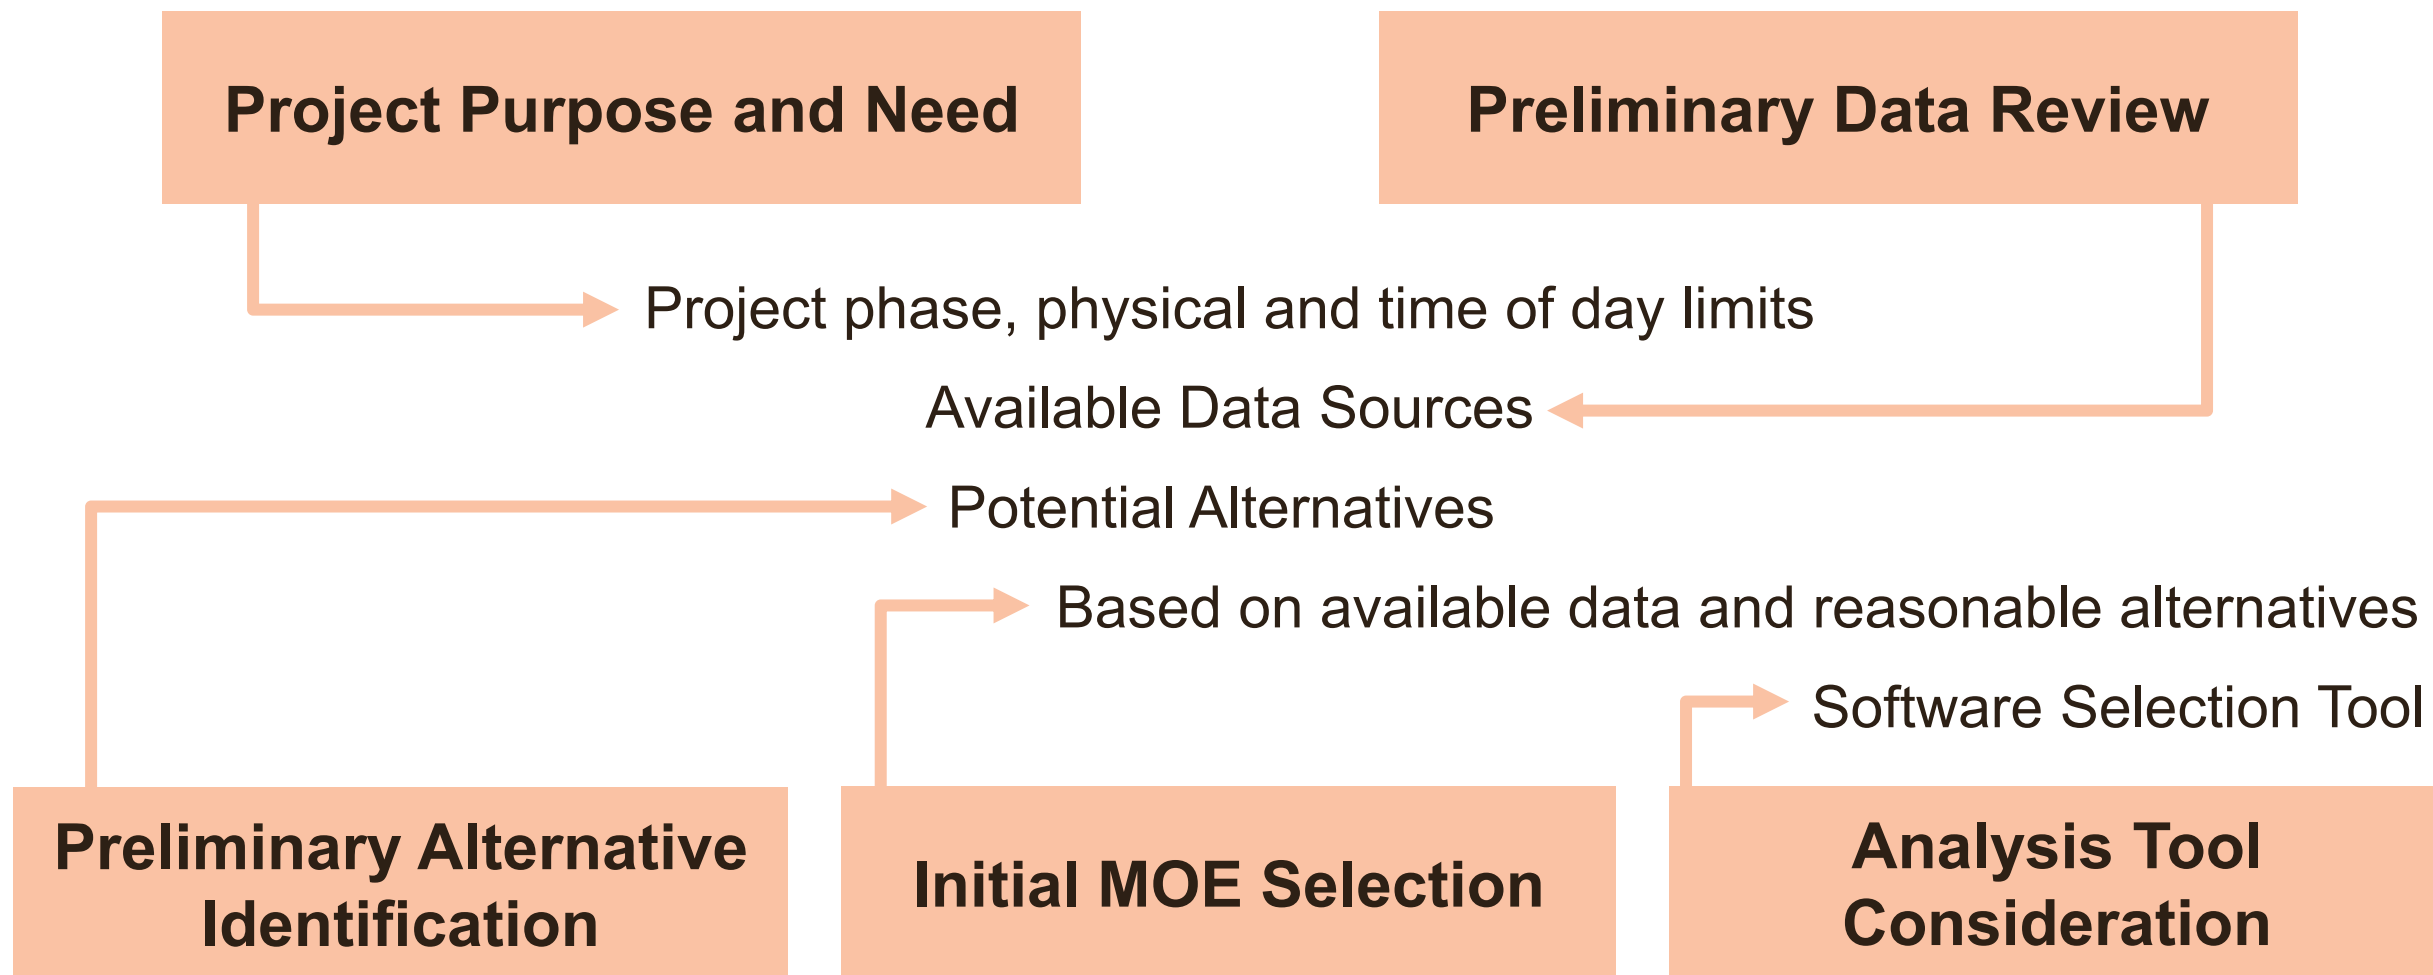 Project Purpose and Need
Preliminary Data Review
Project phase, physical and time of day limits
Available Data Sources
Potential Alternatives
Based on available data and reasonable alternatives
Software Selection Tool
Preliminary Alternative
Identification
Initial MOE Selection
Analysis Tool
Consideration